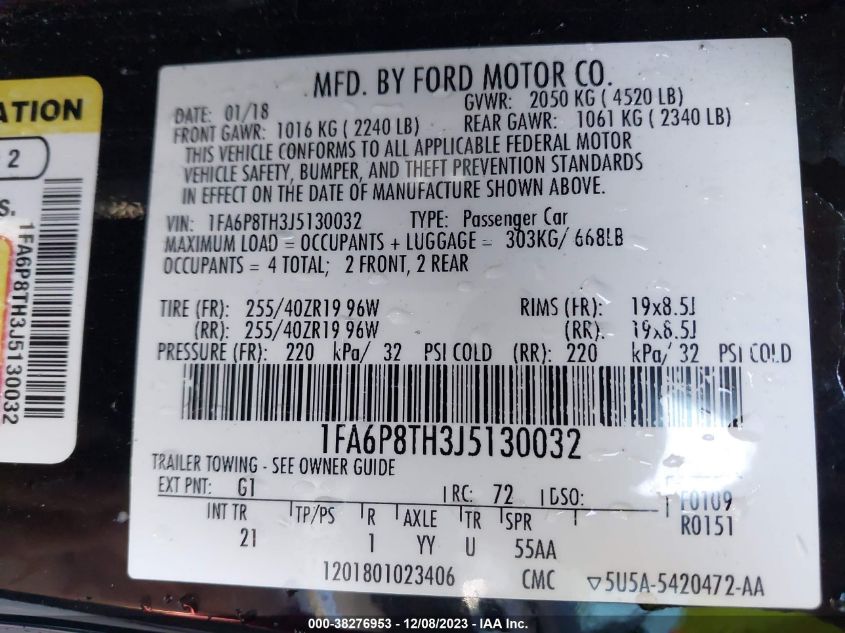 ATION
2
S.
1FA6P8TH3J5130032
MFD. BY FORD MOTOR CO.
DATE: 01/18 GVWR: 2050 KG ( 4520 LB)
FRONT GAWR: 1016 KG ( 2240 LB) REAR GAWR: 1061 KG ( 2340 LB)
THIS VEHICLE CONFORMS TO ALL APPLICABLE FEDERAL MOTOR
VEHICLE SAFETY, BUMPER, AND THEFT PREVENTION STANDARDS
IN EFFECT ON THE DATE OF MANUFACTURE SHOWN ABOVE.
VIN: 1FA6P8TH3J5130032 TYPE: Passenger Car
MAXIMUM LOAD = OCCUPANTS + LUGGAGE = 303KG/ 668LB
OCCUPANTS = 4 TOTAL; 2 FRONT, 2 REAR
TIRE (FR): 255/40ZR19 96W RIMS (FR): 19x8.5J
(RR): 255/40ZR19 96W (RR): 19x8.5J
PRESSURE (FR): 220 kPa/ 32 PSI COLD (RR): 220 kPa/ 32 PSI COLD
1FA6P8TH3J5130032
TRAILER TOWING - SEE OWNER GUIDE
EXT PNT: G1 RC: 72 DSO: F0109
INT TR TP/PS R AXLE TR SPR R0151
21 1 YY U 55AA
1201801023406 CMC ▽5U5A-5420472-AA
000-38276953 - 12/08/2023 - IAA Inc.